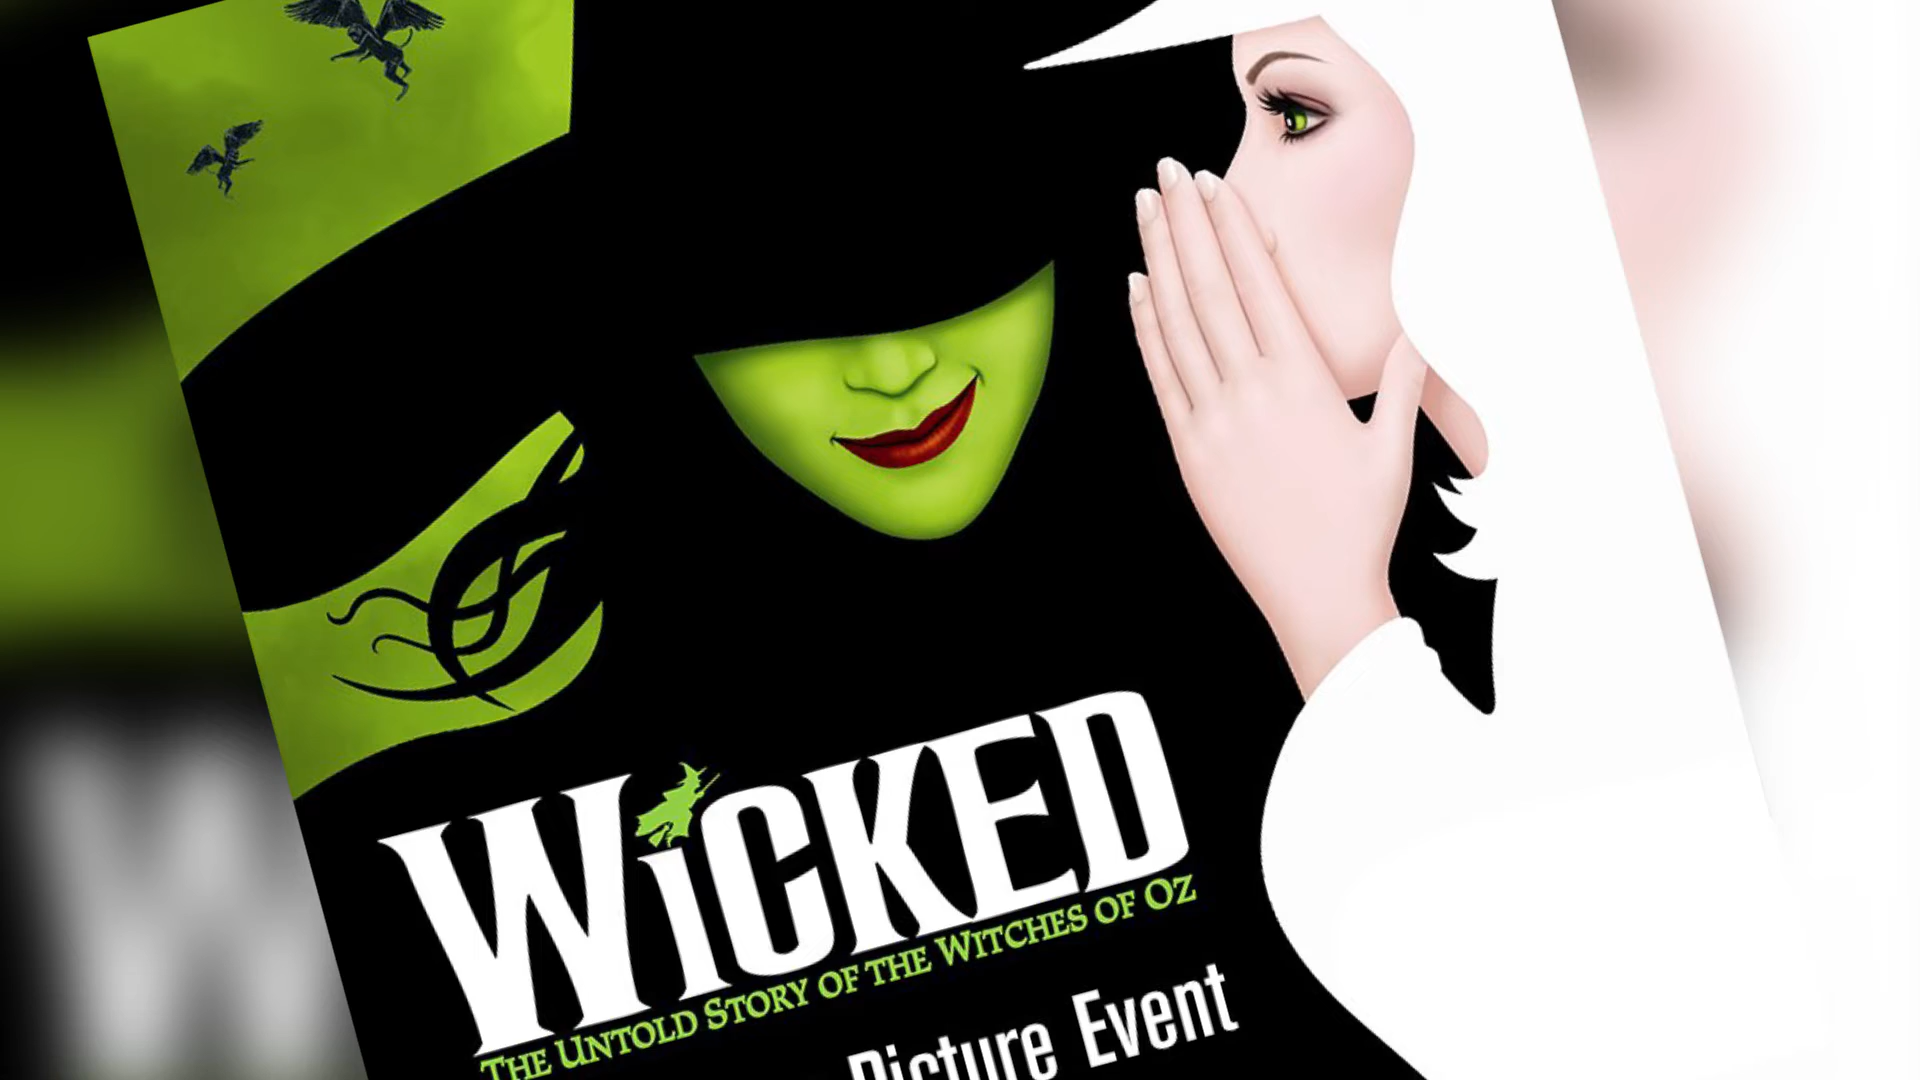 WiCKED
THE UNTOLD STORY OF THE WITCHES OF OZ
Picture Event